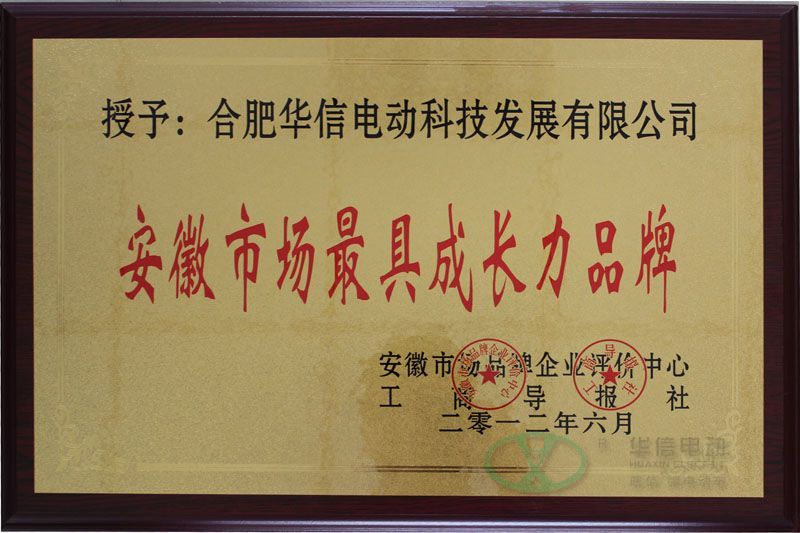 授予：合肥华信电动科技发展有限公司
安徽市场最具成长力品牌
安徽市场品牌企业评价中心
工商导报社
二零一二年六月
华信电动